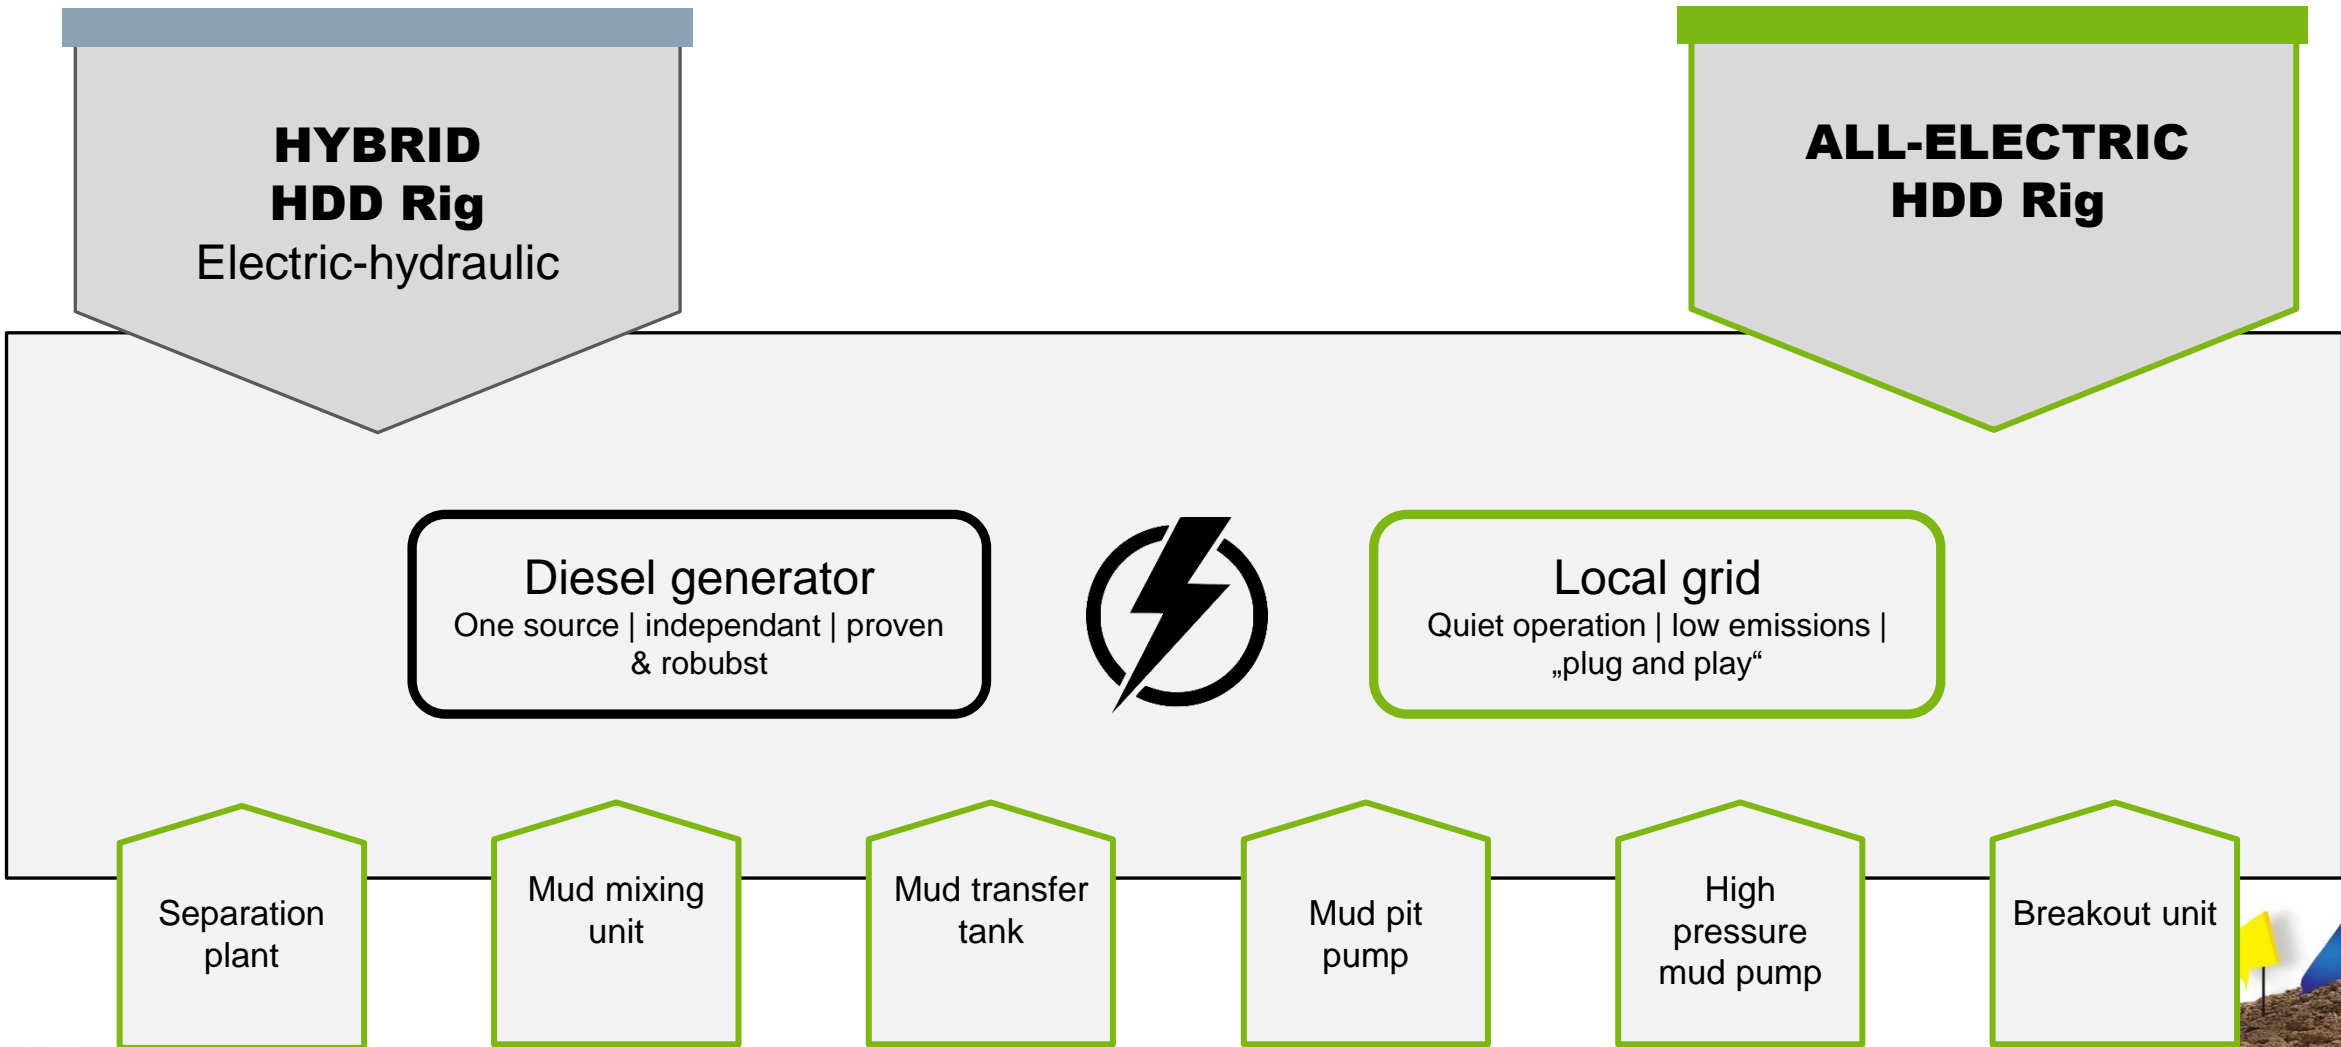 HYBRID
HDD Rig
Electric-hydraulic
ALL-ELECTRIC
HDD Rig
Diesel generator
One source | independant | proven
& robubst
Local grid
Quiet operation | low emissions |
„plug and play“
Separation
plant
Mud mixing
unit
Mud transfer
tank
Mud pit
pump
High
pressure
mud pump
Breakout unit